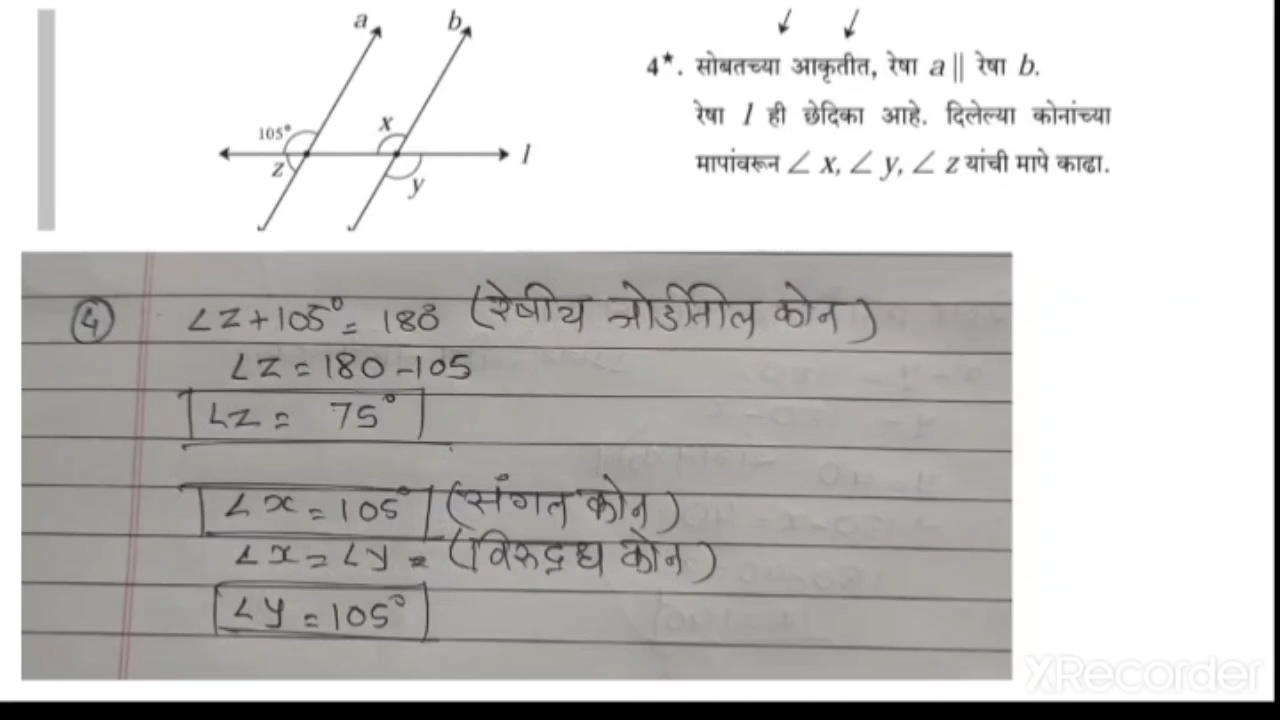 a
b
105°
x
l
z
y
4*. सोबतच्या आकृतीत, रेषा a || रेषा b.
रेषा l ही छेदिका आहे. दिलेल्या कोनांच्या
मापांवरून ∠ x, ∠ y, ∠ z यांची मापे काढा.
④ ∠z + 105° = 180 (रेषीय जोडीतील कोन)
∠z = 180 - 105
∠z = 75°
∠x = 105° (संगत कोन)
∠x = ∠y = (विरुद्ध कोन)
∠y = 105°
XRecorder